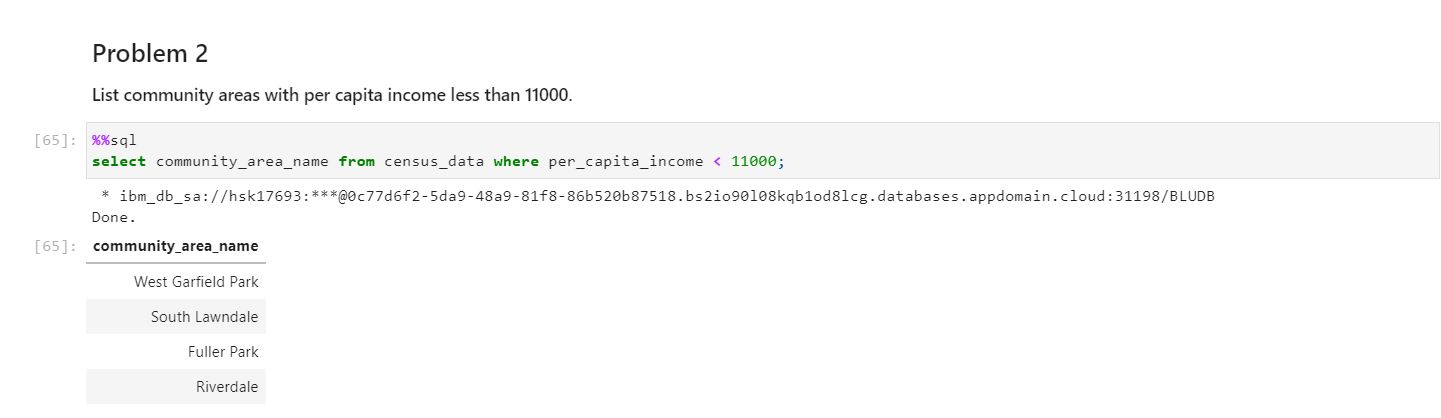 Problem 2
List community areas with per capita income less than 11000.
[65]: %%sql
select community_area_name from census_data where per_capita_income < 11000;
* ibm_db_sa://hsk17693:***@0c77d6f2-5da9-48a9-81f8-86b520b87518.bs2io90l08kqb1od8lcg.databases.appdomain.cloud:31198/BLUDB
Done.
[65]: community_area_name
West Garfield Park
South Lawndale
Fuller Park
Riverdale